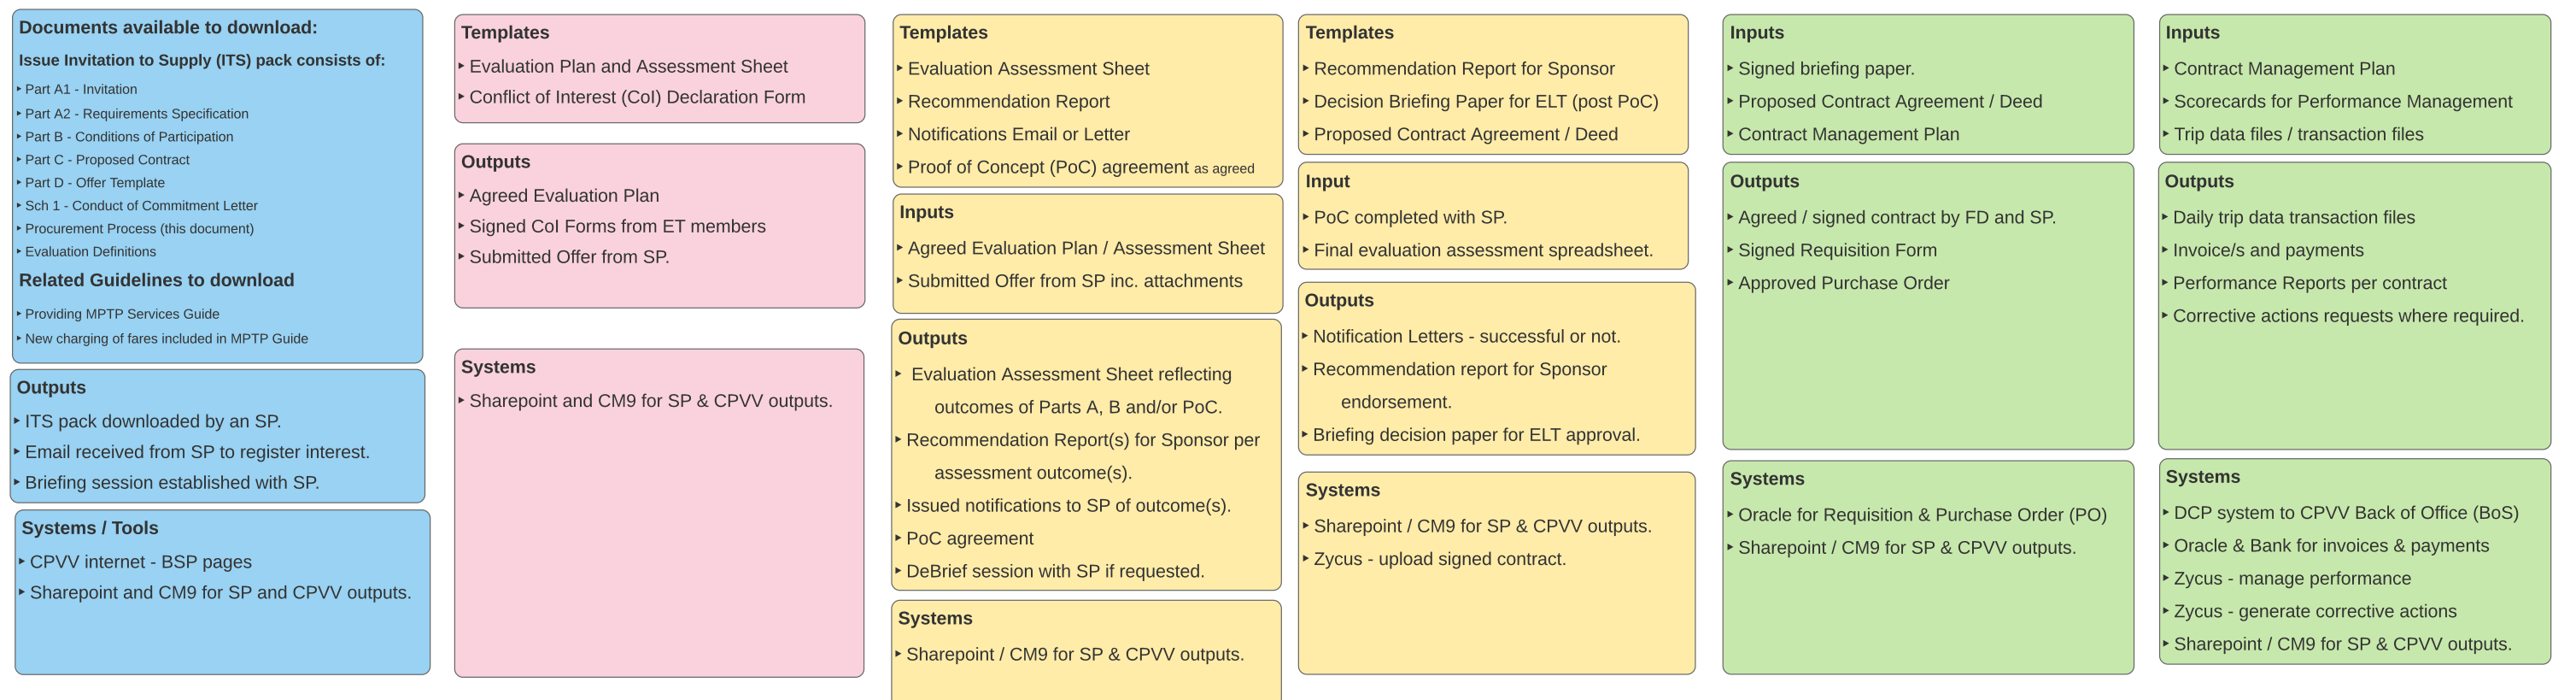 Documents available to download:
Issue Invitation to Supply (ITS) pack consists of:
‣ Part A1 - Invitation
‣ Part A2 - Requirements Specification
‣ Part B - Conditions of Participation
‣ Part C - Proposed Contract
‣ Part D - Offer Template
‣ Sch 1 - Conduct of Commitment Letter
‣ Procurement Process (this document)
‣ Evaluation Definitions
Related Guidelines to download
‣ Providing MPTP Services Guide
‣ New charging of fares included in MPTP Guide
Outputs
‣ ITS pack downloaded by an SP.
‣ Email received from SP to register interest.
‣ Briefing session established with SP.
Systems / Tools
‣ CPVV internet - BSP pages
‣ Sharepoint and CM9 for SP and CPVV outputs.
Templates
‣ Evaluation Plan and Assessment Sheet
‣ Conflict of Interest (CoI) Declaration Form
Outputs
‣ Agreed Evaluation Plan
‣ Signed CoI Forms from ET members
‣ Submitted Offer from SP.
Systems
‣ Sharepoint and CM9 for SP & CPVV outputs.
Templates
‣ Evaluation Assessment Sheet
‣ Recommendation Report
‣ Notifications Email or Letter
‣ Proof of Concept (PoC) agreement as agreed
Inputs
‣ Agreed Evaluation Plan / Assessment Sheet
‣ Submitted Offer from SP inc. attachments
Outputs
‣ Evaluation Assessment Sheet reflecting
outcomes of Parts A, B and/or PoC.
‣ Recommendation Report(s) for Sponsor per
assessment outcome(s).
‣ Issued notifications to SP of outcome(s).
‣ PoC agreement
‣ DeBrief session with SP if requested.
Systems
‣ Sharepoint / CM9 for SP & CPVV outputs.
Templates
‣ Recommendation Report for Sponsor
‣ Decision Briefing Paper for ELT (post PoC)
‣ Proposed Contract Agreement / Deed
Input
‣ PoC completed with SP.
‣ Final evaluation assessment spreadsheet.
Outputs
‣ Notification Letters - successful or not.
‣ Recommendation report for Sponsor
endorsement.
‣ Briefing decision paper for ELT approval.
Systems
‣ Sharepoint / CM9 for SP & CPVV outputs.
‣ Zycus - upload signed contract.
Inputs
‣ Signed briefing paper.
‣ Proposed Contract Agreement / Deed
‣ Contract Management Plan
Outputs
‣ Agreed / signed contract by FD and SP.
‣ Signed Requisition Form
‣ Approved Purchase Order
Systems
‣ Oracle for Requisition & Purchase Order (PO)
‣ Sharepoint / CM9 for SP & CPVV outputs.
Inputs
‣ Contract Management Plan
‣ Scorecards for Performance Management
‣ Trip data files / transaction files
Outputs
‣ Daily trip data transaction files
‣ Invoice/s and payments
‣ Performance Reports per contract
‣ Corrective actions requests where required.
Systems
‣ DCP system to CPVV Back of Office (BoS)
‣ Oracle & Bank for invoices & payments
‣ Zycus - manage performance
‣ Zycus - generate corrective actions
‣ Sharepoint / CM9 for SP & CPVV outputs.